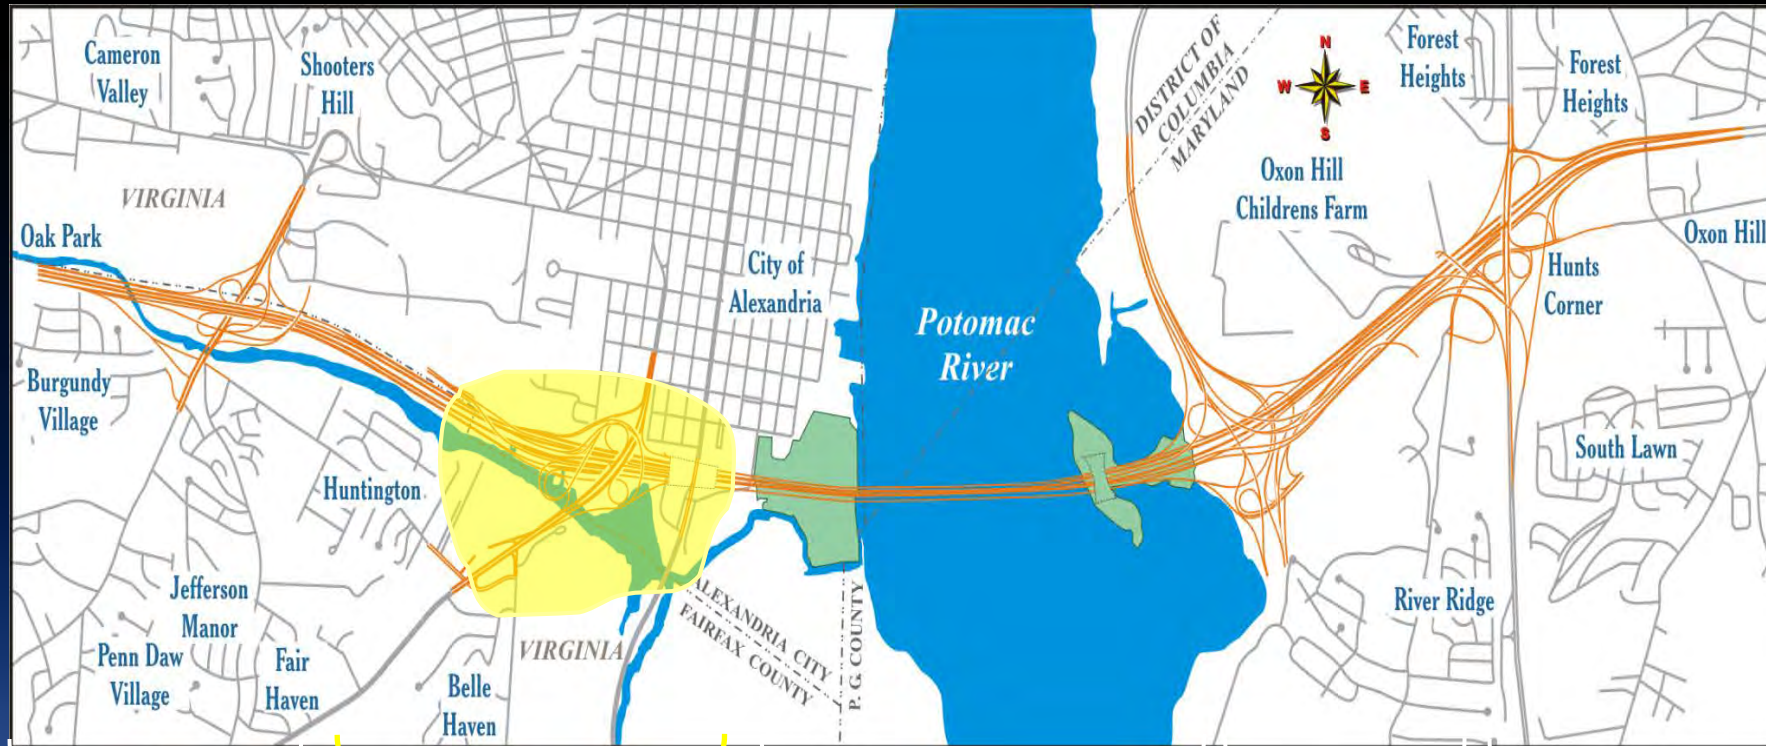 Cameron
Valley
Shooters
Hill
DISTRICT OF
COLUMBIA
MARYLAND
N
W E
S
Forest
Heights
Forest
Heights
VIRGINIA
Oxon Hill
Childrens Farm
Oak Park
Oxon Hill
City of
Alexandria
Hunts
Corner
Potomac
River
Burgundy
Village
Huntington
South Lawn
Jefferson
Manor
River Ridge
Penn Daw
Village
Fair
Haven
VIRGINIA
ALEXANDRIA CITY
FAIRFAX COUNTY
P. G COUNTY
Belle
Haven